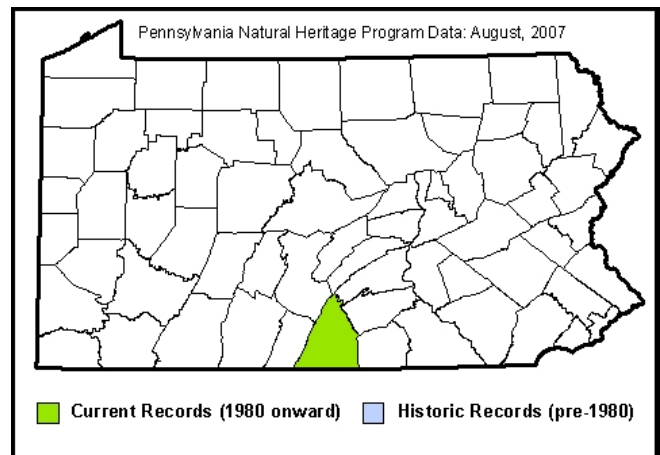 Pennsylvania Natural Heritage Program Data: August, 2007
Current Records (1980 onward)
Historic Records (pre-1980)